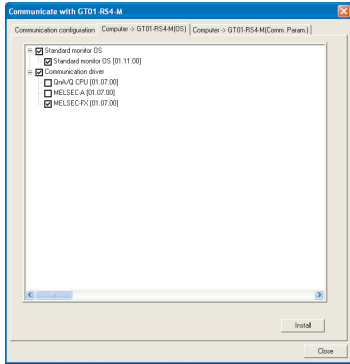 Communicate with GT01-RS4-M
Communication configuration
Computer -> GT01-RS4-M(OS)
Computer -> GT01-RS4-M(Comm. Param.)
Standard monitor OS
Standard monitor OS [01.11.00]
Communication driver
QnA/Q CPU [01.07.00]
MELSEC-A [01.07.00]
MELSEC-FX [01.07.00]
Install
Close